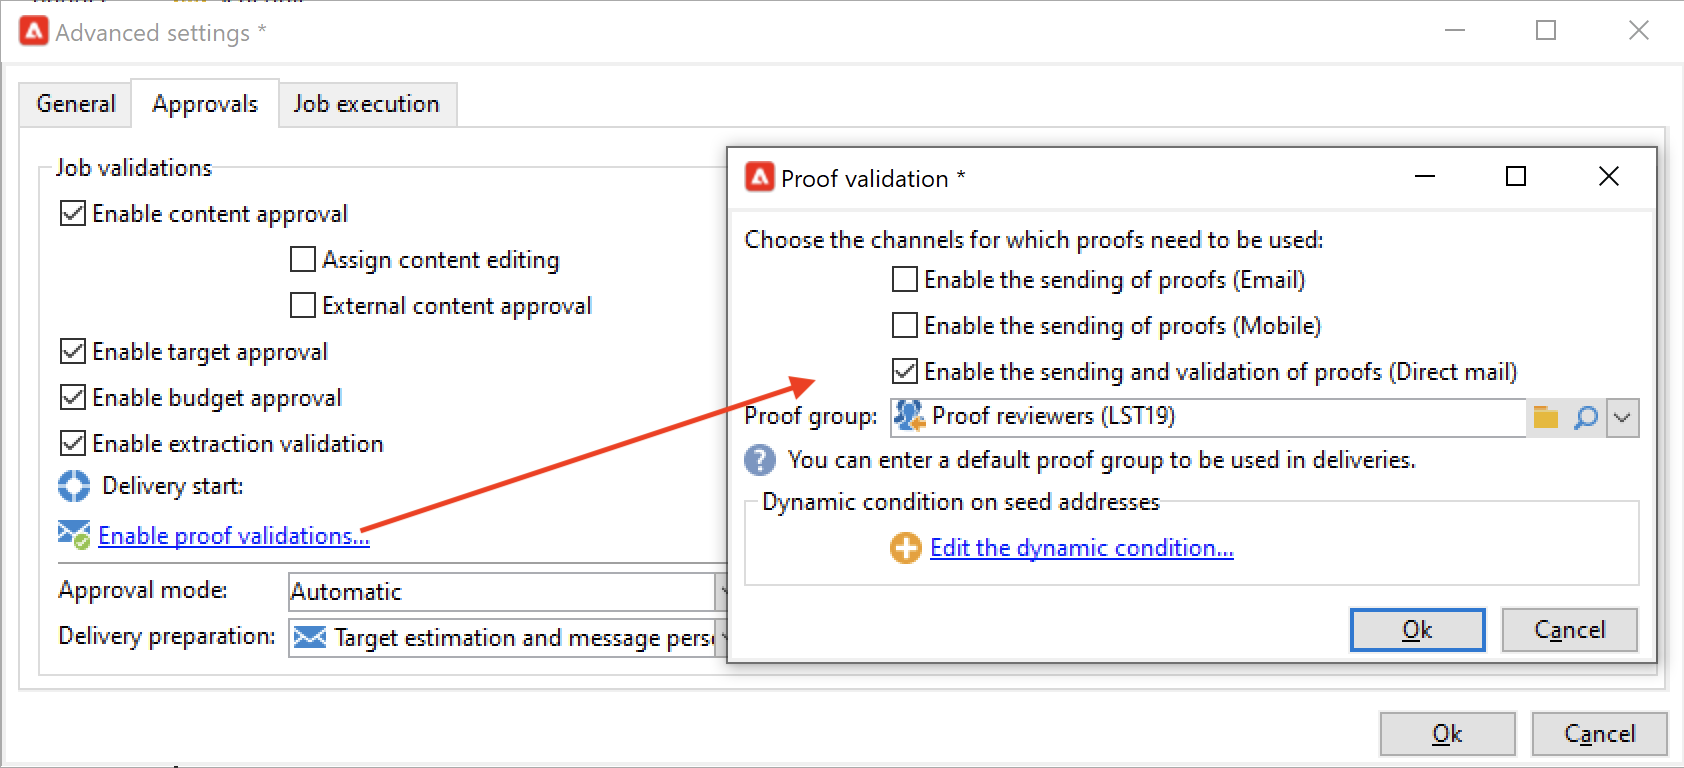 Advanced settings *
General
Approvals
Job execution
Job validations
Enable content approval
Assign content editing
External content approval
Enable target approval
Enable budget approval
Enable extraction validation
Delivery start:
Enable proof validations...
Approval mode:
Automatic
Delivery preparation:
Target estimation and message pers
Proof validation *
Choose the channels for which proofs need to be used:
Enable the sending of proofs (Email)
Enable the sending of proofs (Mobile)
Enable the sending and validation of proofs (Direct mail)
Proof group:
Proof reviewers (LST19)
You can enter a default proof group to be used in deliveries.
Dynamic condition on seed addresses
Edit the dynamic condition...
Ok
Cancel
Ok
Cancel